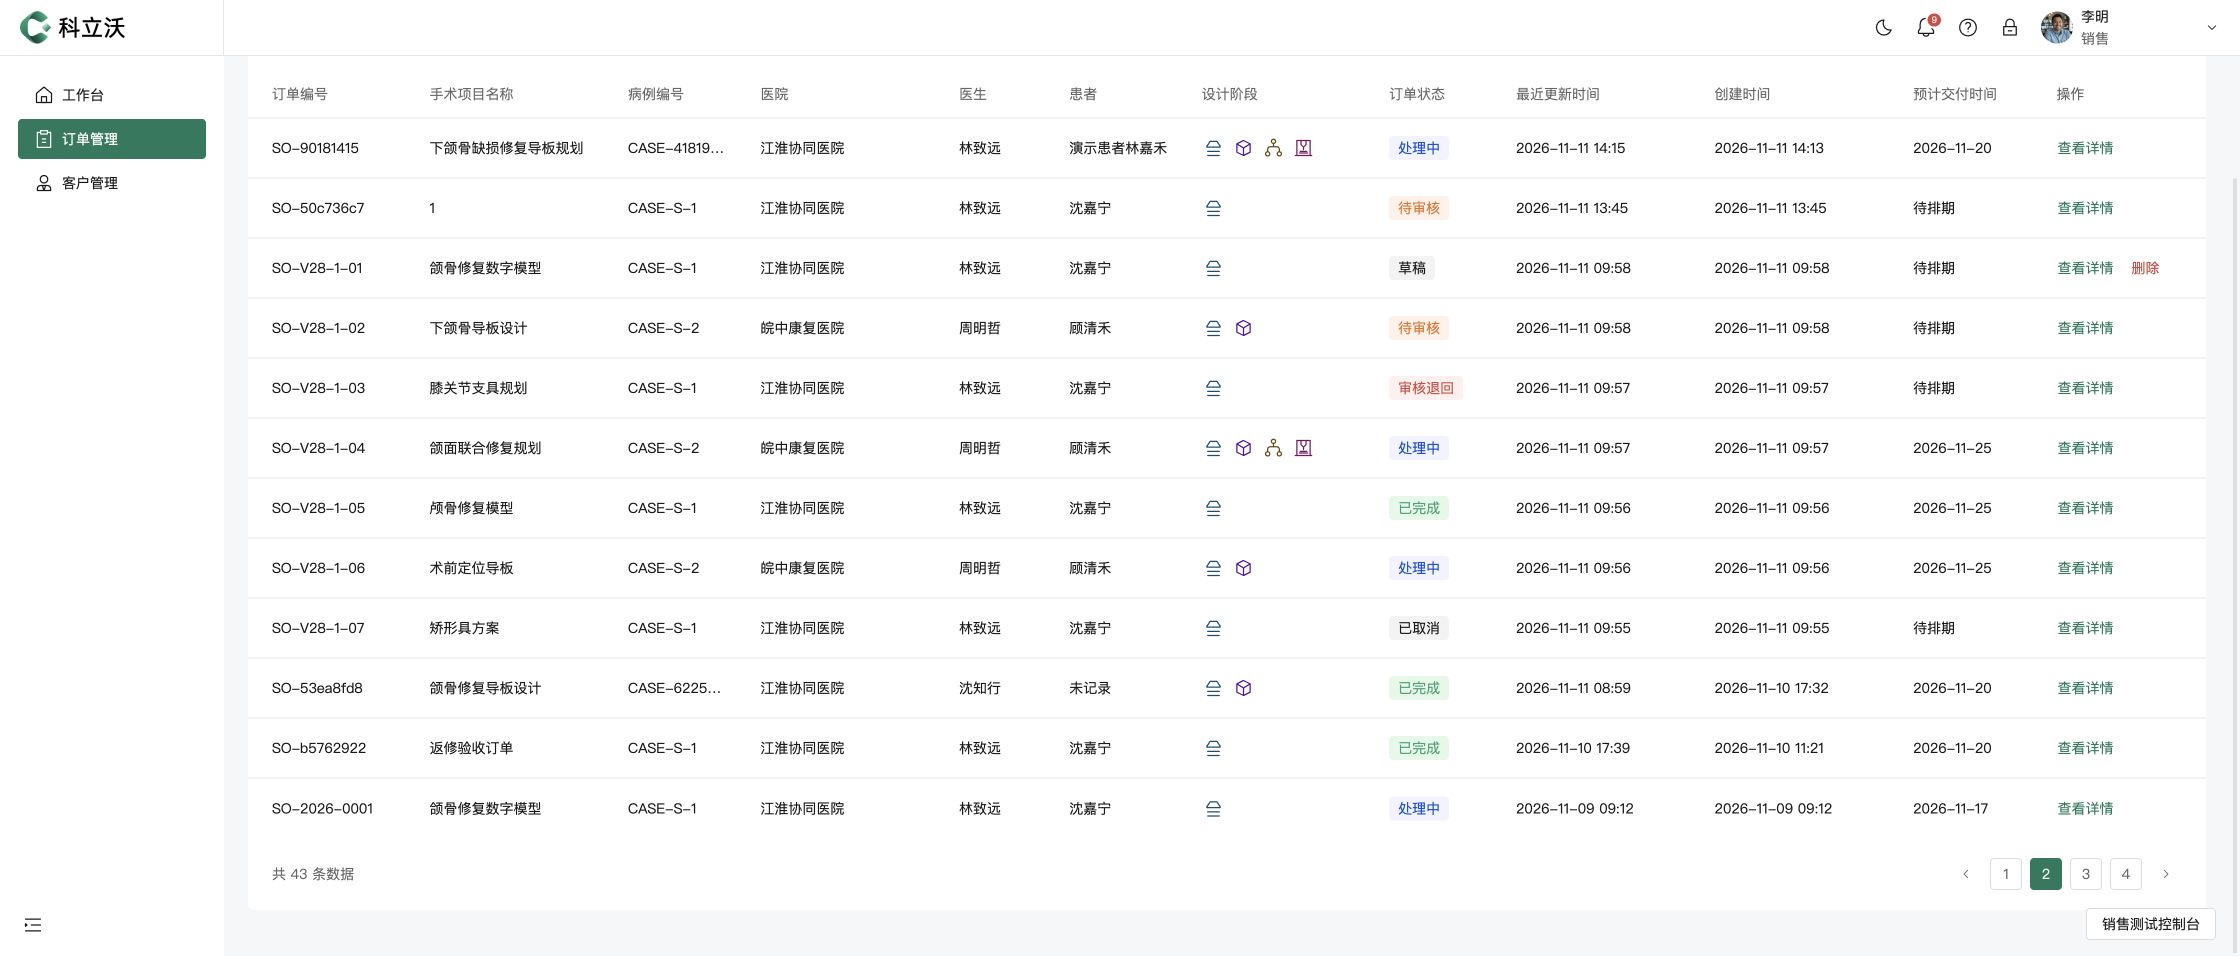 科立沃
9
李明
销售
工作台
订单管理
客户管理
订单编号 手术项目名称 病例编号 医院 医生 患者 设计阶段 订单状态 最近更新时间 创建时间 预计交付时间 操作
SO-90181415 下颌骨缺损修复导板规划 CASE-41819... 江淮协同医院 林致远 演示患者林嘉禾 处理中 2026-11-11 14:15 2026-11-11 14:13 2026-11-20 查看详情
SO-50c736c7 1 CASE-S-1 江淮协同医院 林致远 沈嘉宁 待审核 2026-11-11 13:45 2026-11-11 13:45 待排期 查看详情
SO-V28-1-01 颌骨修复数字模型 CASE-S-1 江淮协同医院 林致远 沈嘉宁 草稿 2026-11-11 09:58 2026-11-11 09:58 待排期 查看详情 删除
SO-V28-1-02 下颌骨导板设计 CASE-S-2 皖中康复医院 周明哲 顾清禾 待审核 2026-11-11 09:58 2026-11-11 09:58 待排期 查看详情
SO-V28-1-03 膝关节支具规划 CASE-S-1 江淮协同医院 林致远 沈嘉宁 审核退回 2026-11-11 09:57 2026-11-11 09:57 待排期 查看详情
SO-V28-1-04 颌面联合修复规划 CASE-S-2 皖中康复医院 周明哲 顾清禾 处理中 2026-11-11 09:57 2026-11-11 09:57 2026-11-25 查看详情
SO-V28-1-05 颅骨修复模型 CASE-S-1 江淮协同医院 林致远 沈嘉宁 已完成 2026-11-11 09:56 2026-11-11 09:56 2026-11-25 查看详情
SO-V28-1-06 术前定位导板 CASE-S-2 皖中康复医院 周明哲 顾清禾 处理中 2026-11-11 09:56 2026-11-11 09:56 2026-11-25 查看详情
SO-V28-1-07 矫形具方案 CASE-S-1 江淮协同医院 林致远 沈嘉宁 已取消 2026-11-11 09:55 2026-11-11 09:55 待排期 查看详情
SO-53ea8fd8 颌骨修复导板设计 CASE-6225... 江淮协同医院 沈知行 未记录 已完成 2026-11-11 08:59 2026-11-10 17:32 2026-11-20 查看详情
SO-b5762922 返修验收订单 CASE-S-1 江淮协同医院 林致远 沈嘉宁 已完成 2026-11-10 17:39 2026-11-10 11:21 2026-11-20 查看详情
SO-2026-0001 颌骨修复数字模型 CASE-S-1 江淮协同医院 林致远 沈嘉宁 处理中 2026-11-09 09:12 2026-11-09 09:12 2026-11-17 查看详情
共 43 条数据 1 2 3 4
销售测试控制台